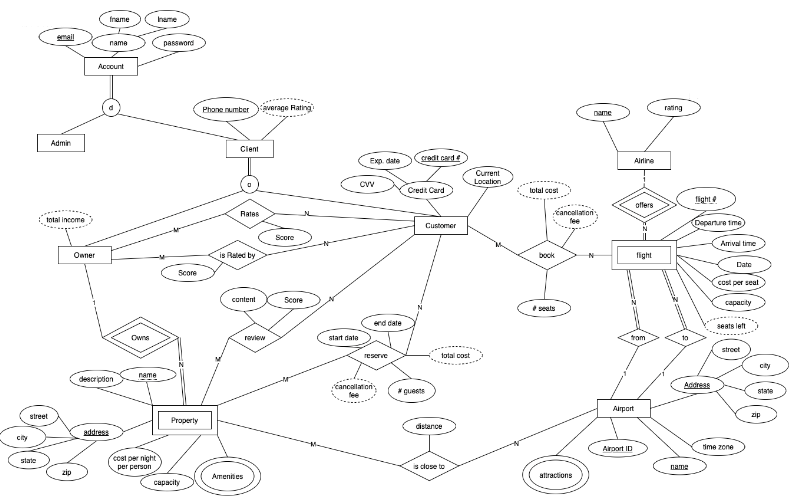 fname
lname
email
name
password
Account
d
Admin
Phone number
average Rating
Client
o
name
rating
Airline
1
offers
N
flight #
Departure time
Arrival time
Date
cost per seat
capacity
seats left
Exp. date
credit card #
CVV
Credit Card
Current
Location
Customer
total cost
cancellation
fee
M
book
N
# seats
flight
total income
Owner
Rates
N
M
Score
is Rated by
M
N
Score
1
Owns
N
content
Score
review
N
M
start date
end date
reserve
N
M
total cost
cancellation
fee
# guests
N
N
from
to
1
1
street
city
Address
state
zip
Airport
Airport ID
name
time zone
attractions
description
name
street
city
address
state
zip
Property
cost per night
per person
capacity
Amenities
M
distance
is close to
N